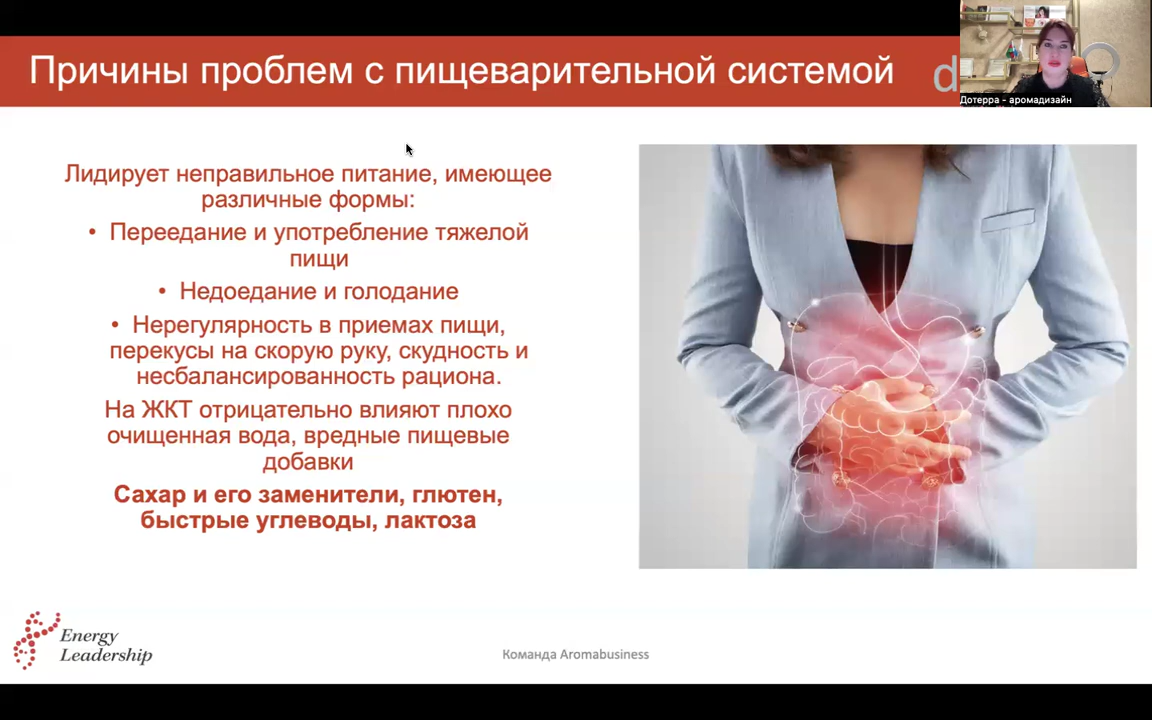 Причины проблем с пищеварительной системой
d
Дотерра - аромадизайн
Лидирует неправильное питание, имеющее
различные формы:
• Переедание и употребление тяжелой
пищи
• Недоедание и голодание
• Нерегулярность в приемах пищи,
перекусы на скорую руку, скудность и
несбалансированность рациона.
На ЖКТ отрицательно влияют плохо
очищенная вода, вредные пищевые
добавки
Сахар и его заменители, глютен,
быстрые углеводы, лактоза
Energy
Leadership
Команда Aromabusiness